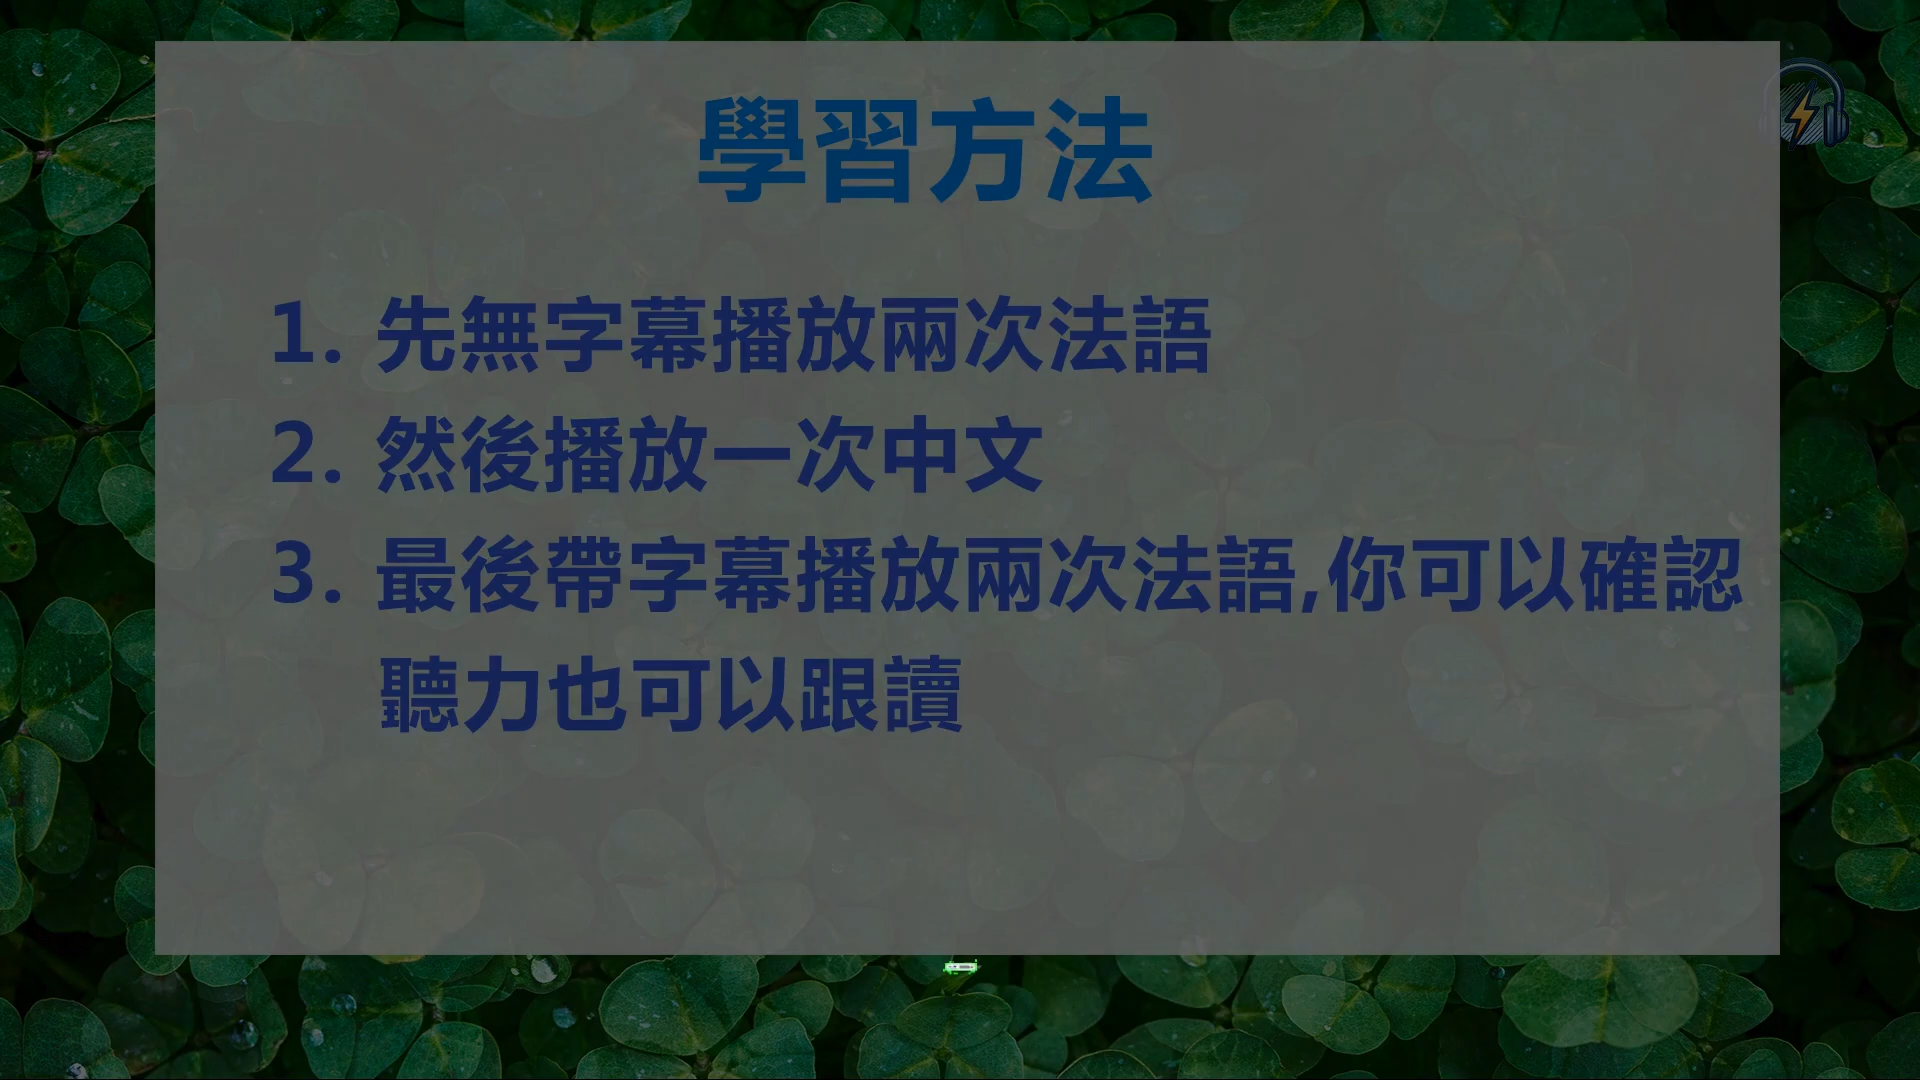 學習方法
1. 先無字幕播放兩次法語
2. 然後播放一次中文
3. 最後帶字幕播放兩次法語,你可以確認
聽力也可以跟讀